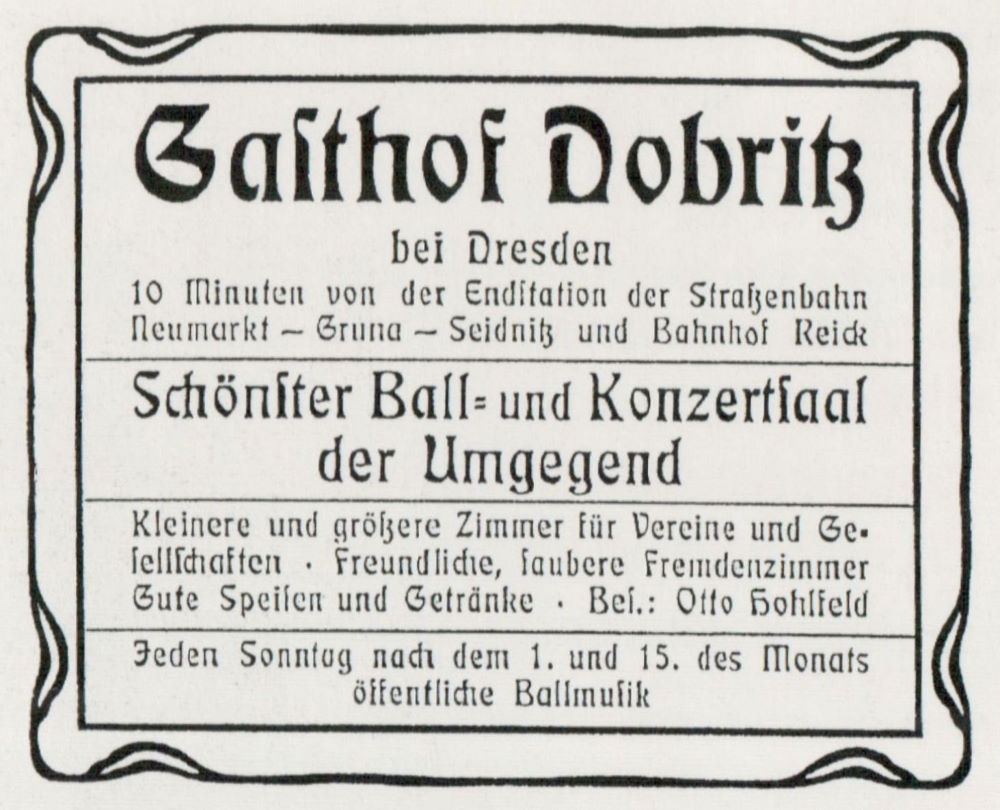 Gaſthof Dobritz
bei Dresden
10 Minuten von der Endſtation der Straßenbahn
Neumarkt – Gruna – Seidnitz und Bahnhof Reick
Schönſter Ball= und Konzertſaal
der Umgegend
Kleinere und größere Zimmer für Vereine und Ge-
ſellſchaften · Freundliche, ſaubere Fremdenzimmer
Gute Speiſen und Getränke · Beſ.: Otto Hohlfeld
Jeden Sonntag nach dem 1. und 15. des Monats
öffentliche Ballmuſik